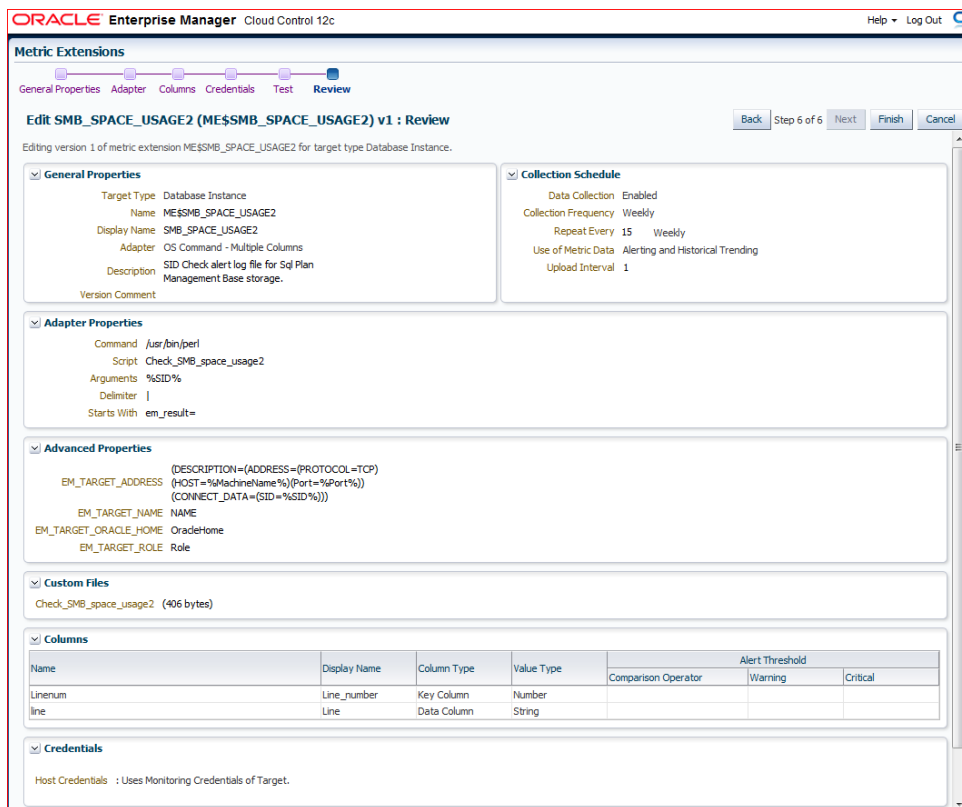 ORACLE Enterprise Manager Cloud Control 12c
Help Log Out
Metric Extensions
General Properties Adapter Columns Credentials Test Review
Edit SMB_SPACE_USAGE2 (ME$SMB_SPACE_USAGE2) v1 : Review
Back Step 6 of 6 Next Finish Cancel
Editing version 1 of metric extension ME$SMB_SPACE_USAGE2 for target type Database Instance.
General Properties
Target Type Database Instance
Name ME$SMB_SPACE_USAGE2
Display Name SMB_SPACE_USAGE2
Adapter OS Command - Multiple Columns
Description SID Check alert log file for Sql Plan
Management Base storage.
Version Comment
Collection Schedule
Data Collection Enabled
Collection Frequency Weekly
Repeat Every 15 Weekly
Use of Metric Data Alerting and Historical Trending
Upload Interval 1
Adapter Properties
Command /usr/bin/perl
Script Check_SMB_space_usage2
Arguments %SID%
Delimiter |
Starts With em_result=
Advanced Properties
EM_TARGET_ADDRESS (DESCRIPTION=(ADDRESS=(PROTOCOL=TCP)
(HOST=%MachineName%)(Port=%Port%))
(CONNECT_DATA=(SID=%SID%)))
EM_TARGET_NAME NAME
EM_TARGET_ORACLE_HOME OracleHome
EM_TARGET_ROLE Role
Custom Files
Check_SMB_space_usage2 (406 bytes)
Columns
Name Display Name Column Type Value Type Alert Threshold
Comparison Operator Warning Critical
Linenum Line_number Key Column Number
line Line Data Column String
Credentials
Host Credentials : Uses Monitoring Credentials of Target.